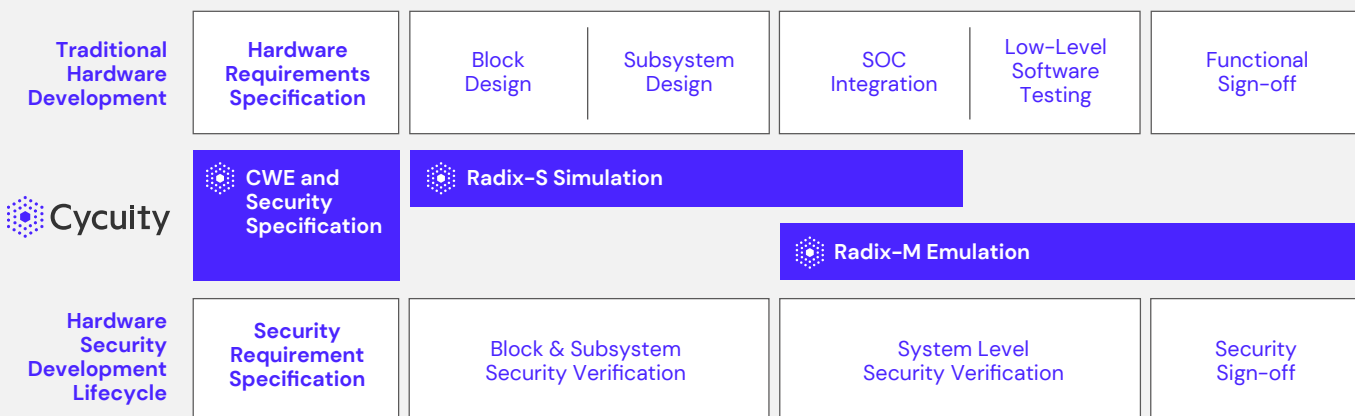 Traditional
Hardware
Development
Hardware
Requirements
Specification
Block
Design
Subsystem
Design
SOC
Integration
Low-Level
Software
Testing
Functional
Sign-off
Cycuity
CWE and
Security
Specification
Radix-S Simulation
Radix-M Emulation
Hardware
Security
Development
Lifecycle
Security
Requirement
Specification
Block & Subsystem
Security Verification
System Level
Security Verification
Security
Sign-off